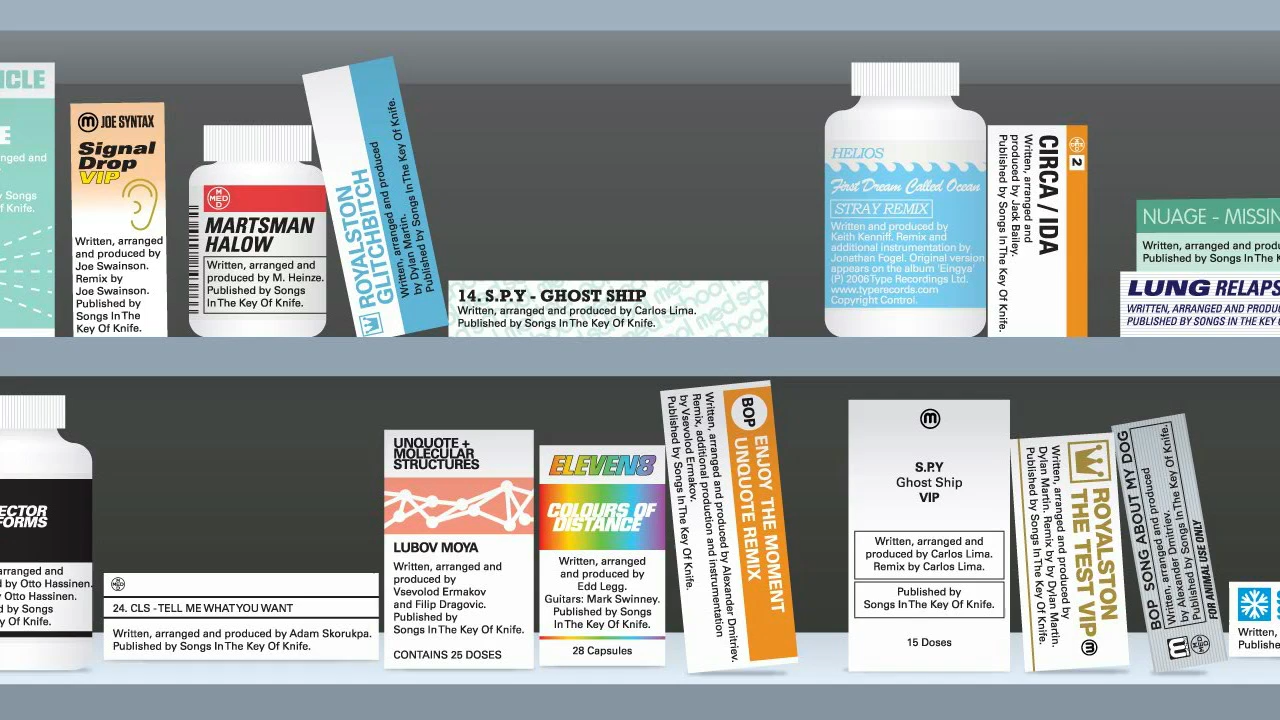 ICLE
E
nged and
y Songs
f Knife.
JOE SYNTAX
Signal
Drop
VIP
Written, arranged
and produced by
Joe Swainson.
Remix by
Joe Swainson.
Published by
Songs In The
Key Of Knife.
MED
MARTSMAN
HALOW
Written, arranged and
produced by M. Heinze.
Published by Songs
In The Key Of Knife.
ROYALSTON
GLITCHBITCH
Written, arranged and produced
by Dylan Martin.
Published by Songs In The Key Of Knife.
14. S.P.Y - GHOST SHIP
Written, arranged and produced by Carlos Lima.
Published by Songs In The Key Of Knife.
HELIOS
First Dream Called Ocean
STRAY REMIX
Written and produced by
Keith Kenniff. Remix and
additional instrumentation by
Jonathan Fogel. Original version
appears on the album 'Eingya'
(P) 2006 Type Recordings Ltd.
www.typerecords.com
Copyright Control.
2
CIRCA / IDA
Written, arranged and
produced by Jack Bailey.
Published by Songs In The Key Of Knife.
NUAGE - MISSIN
Written, arranged and prod
Published by Songs In The K
LUNG RELAPS
WRITTEN, ARRANGED AND PRODU
PUBLISHED BY SONGS IN THE KEY
ECTOR
FORMS
arranged and
d by Otto Hassinen.
y Otto Hassinen.
d by Songs
y Of Knife.
24. CLS - TELL ME WHAT YOU WANT
Written, arranged and produced by Adam Skorukpa.
Published by Songs In The Key Of Knife.
UNQUOTE +
MOLECULAR
STRUCTURES
LUBOV MOYA
Written, arranged and
produced by
Vsevolod Ermakov
and Filip Dragovic.
Published by
Songs In The Key Of Knife.
CONTAINS 25 DOSES
ELEVEN8
COLOURS OF
DISTANCE
Written, arranged
and produced by
Edd Legg.
Guitars: Mark Swinney.
Published by Songs
In The Key Of Knife.
28 Capsules
BOP
ENJOY THE MOMENT
UNQUOTE REMIX
Written, arranged and produced by Alexander Dmitriev.
Remix, additional production and instrumentation
by Vsevolod Ermakov.
Published by Songs In The Key Of Knife.
S.P.Y
Ghost Ship
VIP
Written, arranged and
produced by Carlos Lima.
Remix by Carlos Lima.
Published by
Songs In The Key Of Knife.
15 Doses
ROYALSTON
THE TEST VIP
Written, arranged and produced by
Dylan Martin. Remix by by Dylan Martin.
Published by Songs In The Key Of Knife.
BOP SONG ABOUT MY DOG
Written, arranged and produced
by Alexander Dmitriev.
Published by Songs In The Key Of Knife.
FOR ANIMAL USE ONLY
Written,
Publishe